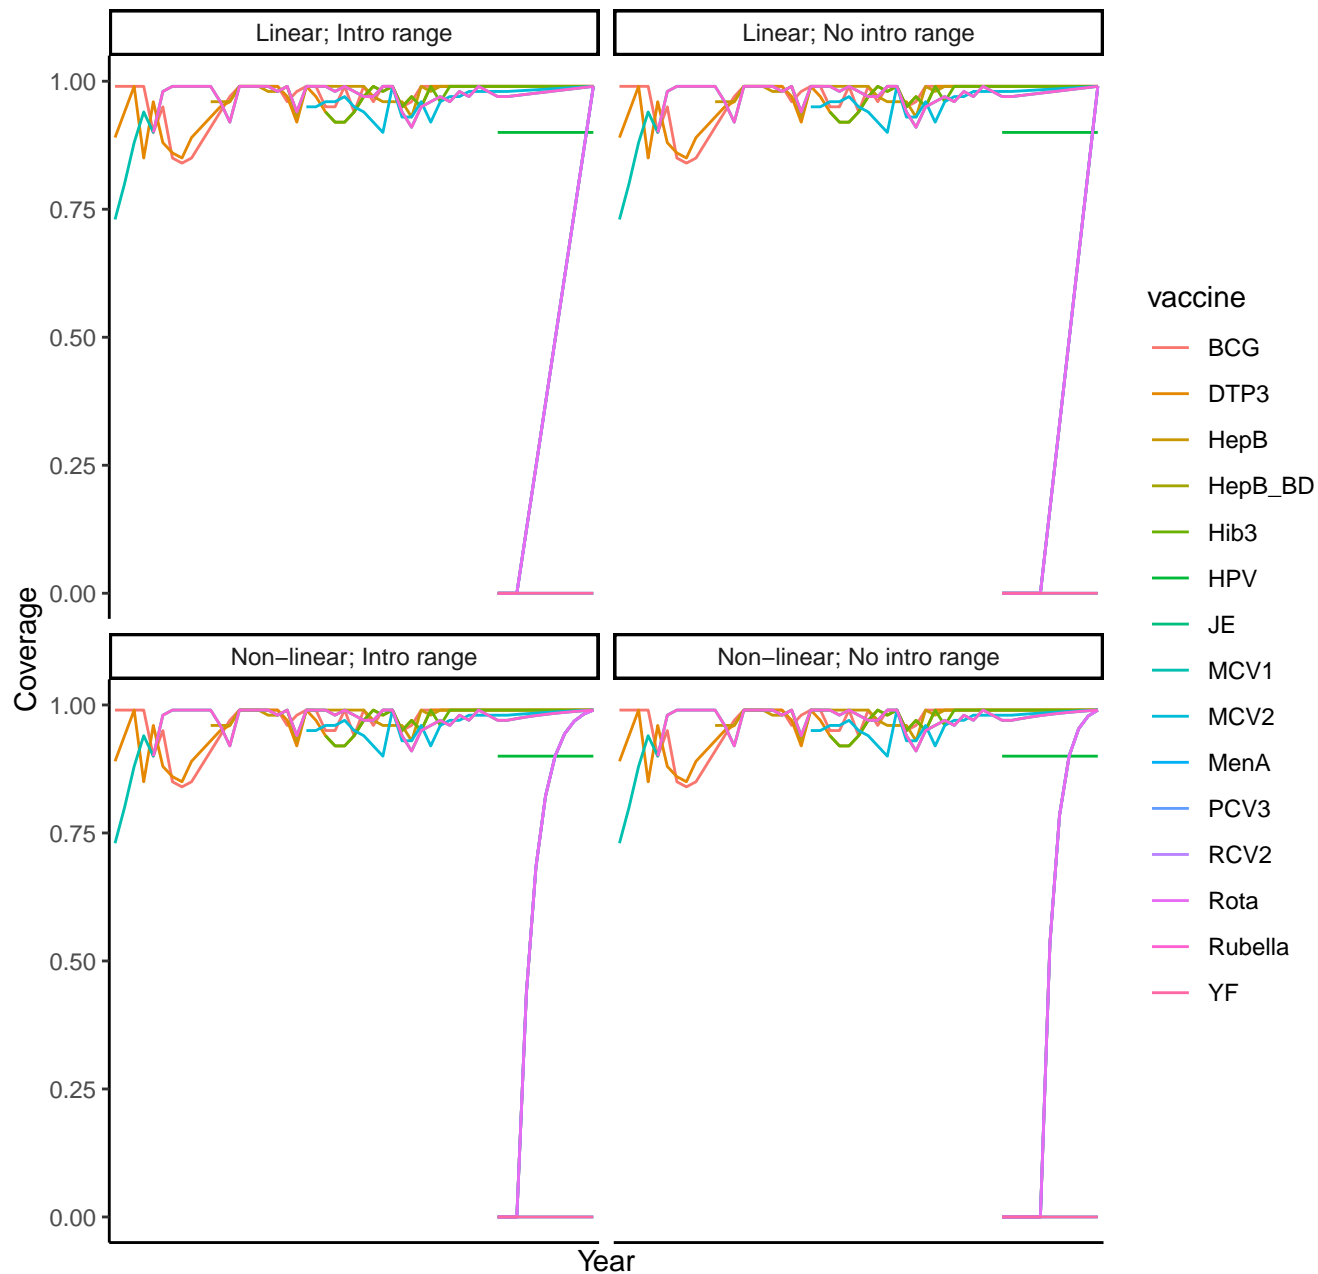 Linear; Intro range
Linear; No intro range
1.00
0.75
0.50
0.25
0.00
Non−linear; Intro range
Non−linear; No intro range
1.00
0.75
0.50
0.25
0.00
Coverage
Year
vaccine
BCG
DTP3
HepB
HepB_BD
Hib3
HPV
JE
MCV1
MCV2
MenA
PCV3
RCV2
Rota
Rubella
YF